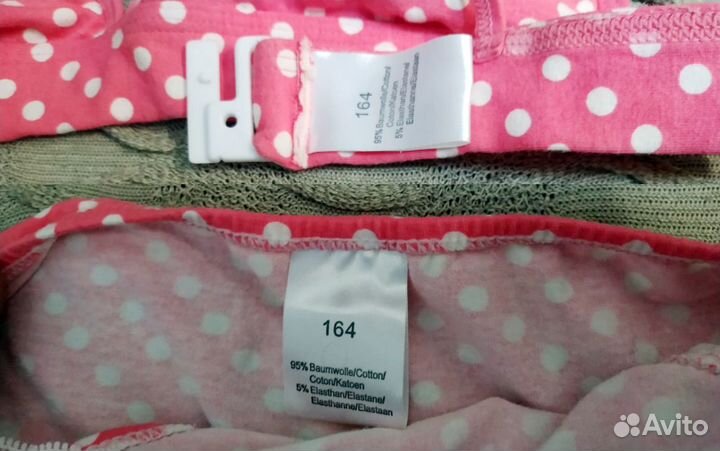 164
95% Baumwolle/Cotton/
Coton/Katoen
5% Elasthan/Elastane/
Elasthanne/Elastaan
164
95% Baumwolle/Cotton/
Coton/Katoen
5% Elasthan/Elastane/
Elasthanne/Elastaan
Avito